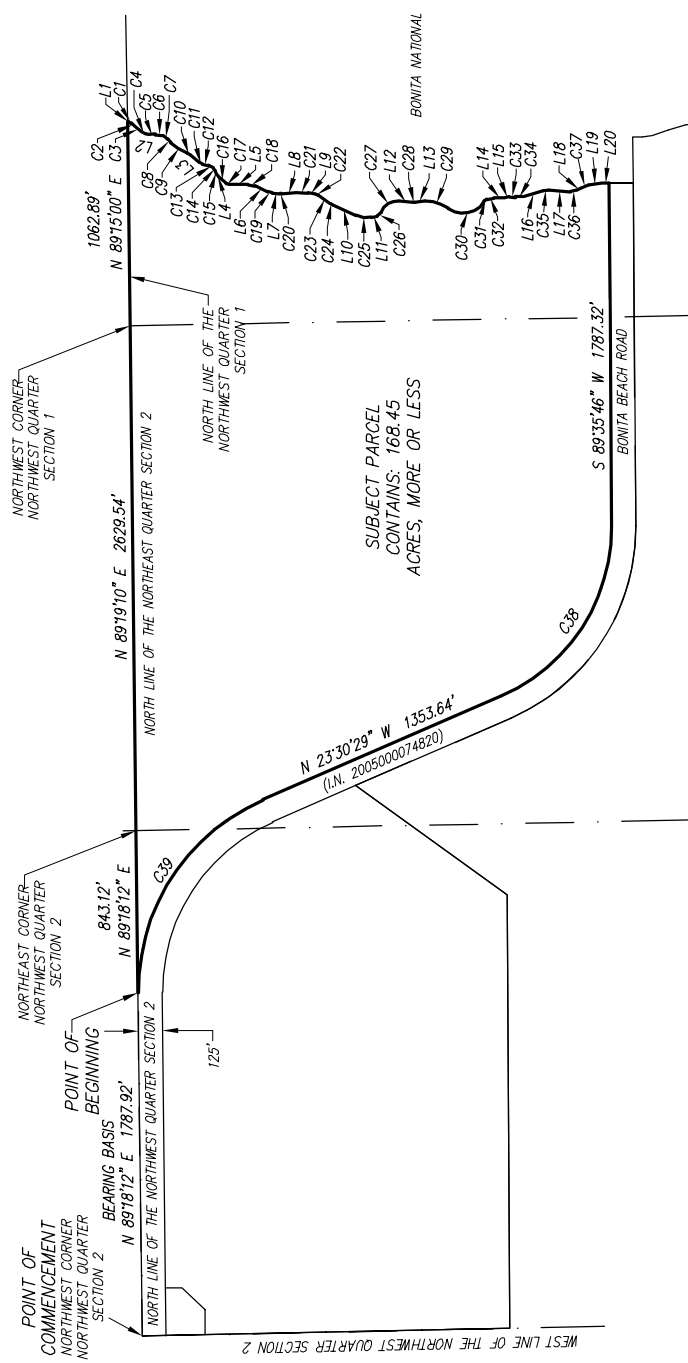 POINT OF
COMMENCEMENT
NORTHWEST CORNER
NORTHWEST QUARTER
SECTION 2
BEARING BASIS
N 89°18'12" E 1787.92'
NORTH LINE OF THE NORTHWEST QUARTER SECTION 2
WEST LINE OF THE NORTHWEST QUARTER SECTION 2
POINT OF
BEGINNING
125'
NORTHEAST CORNER
NORTHWEST QUARTER
SECTION 2
843.12'
N 89°18'12" E
C39
N 89°19'10" E 2629.54'
NORTH LINE OF THE NORTHEAST QUARTER SECTION 2
N 23°30'29" W 1353.64'
(I.N. 2005000074820)
C38
SUBJECT PARCEL
CONTAINS: 168.45
ACRES, MORE OR LESS
S 89°35'46" W 1787.32'
BONITA BEACH ROAD
NORTHWEST CORNER
NORTHWEST QUARTER
SECTION 1
NORTH LINE OF THE
NORTHWEST QUARTER
SECTION 1
1062.89'
N 89°15'00" E
BONITA NATIONAL
L1
C1
C2
C3
C4
C5
C6
C7
L2
C8
C9
C10
C11
C12
L3
C13
C14
C15
L4
C16
C17
L5
C18
L6
C19
L7
C20
L8
C21
L9
C22
C23
C24
L10
C25
L11
C26
C27
L12
C28
L13
C29
C30
C31
C32
L14
L15
C33
C34
L16
C35
L17
C36
L18
C37
L19
L20